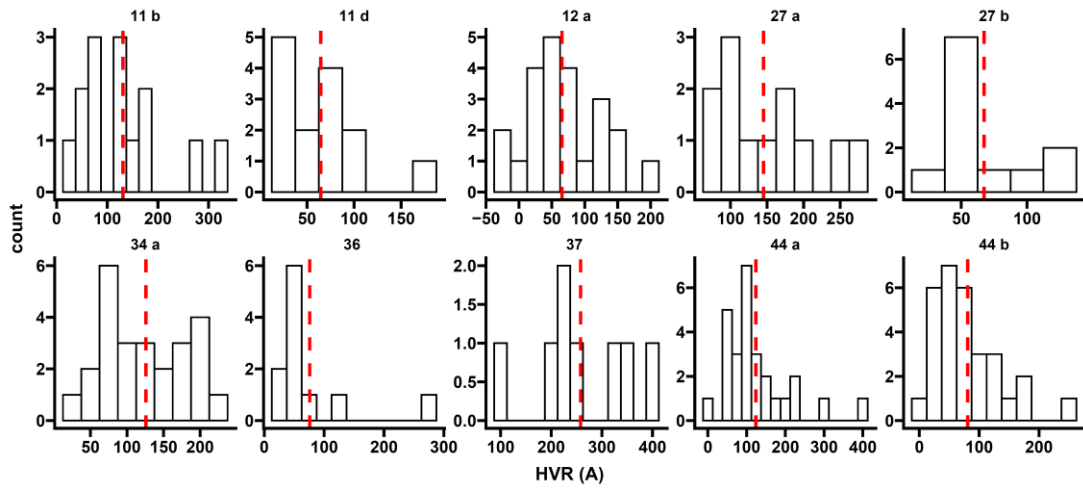 11 b 11 d 12 a 27 a 27 b
3 5 5 3
2 4 4 6
3 3 2 4
1 2 2 1 2
1 1
0 0 0 0 0
0 100 200 300 50 100 150 −50 0 50 100 150 200 100 150 200 250 50 100
count
34 a 36 37 44 a 44 b
6 6 2.0
1.5 6 6
4 4
1.0 4 4
2 2
0.5 2 2
0 0 0.0 0 0
50 100 150 200 0 100 200 300 100 200 300 400 0 100 200 300 400 0 100 200
HVR (A)